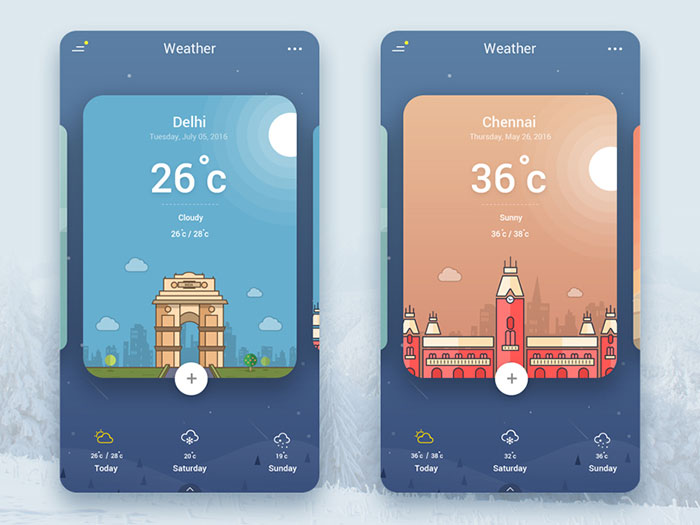 Weather
Delhi
Tuesday, July 05, 2016
26°c
Cloudy
26°c / 28°c
+
26°c / 28°c
Today
20°c
Saturday
19°c
Sunday
Weather
Chennai
Thursday, May 26, 2016
36°c
Sunny
36°c / 38°c
+
36°c / 38°c
Today
32°c
Saturday
36°c
Sunday